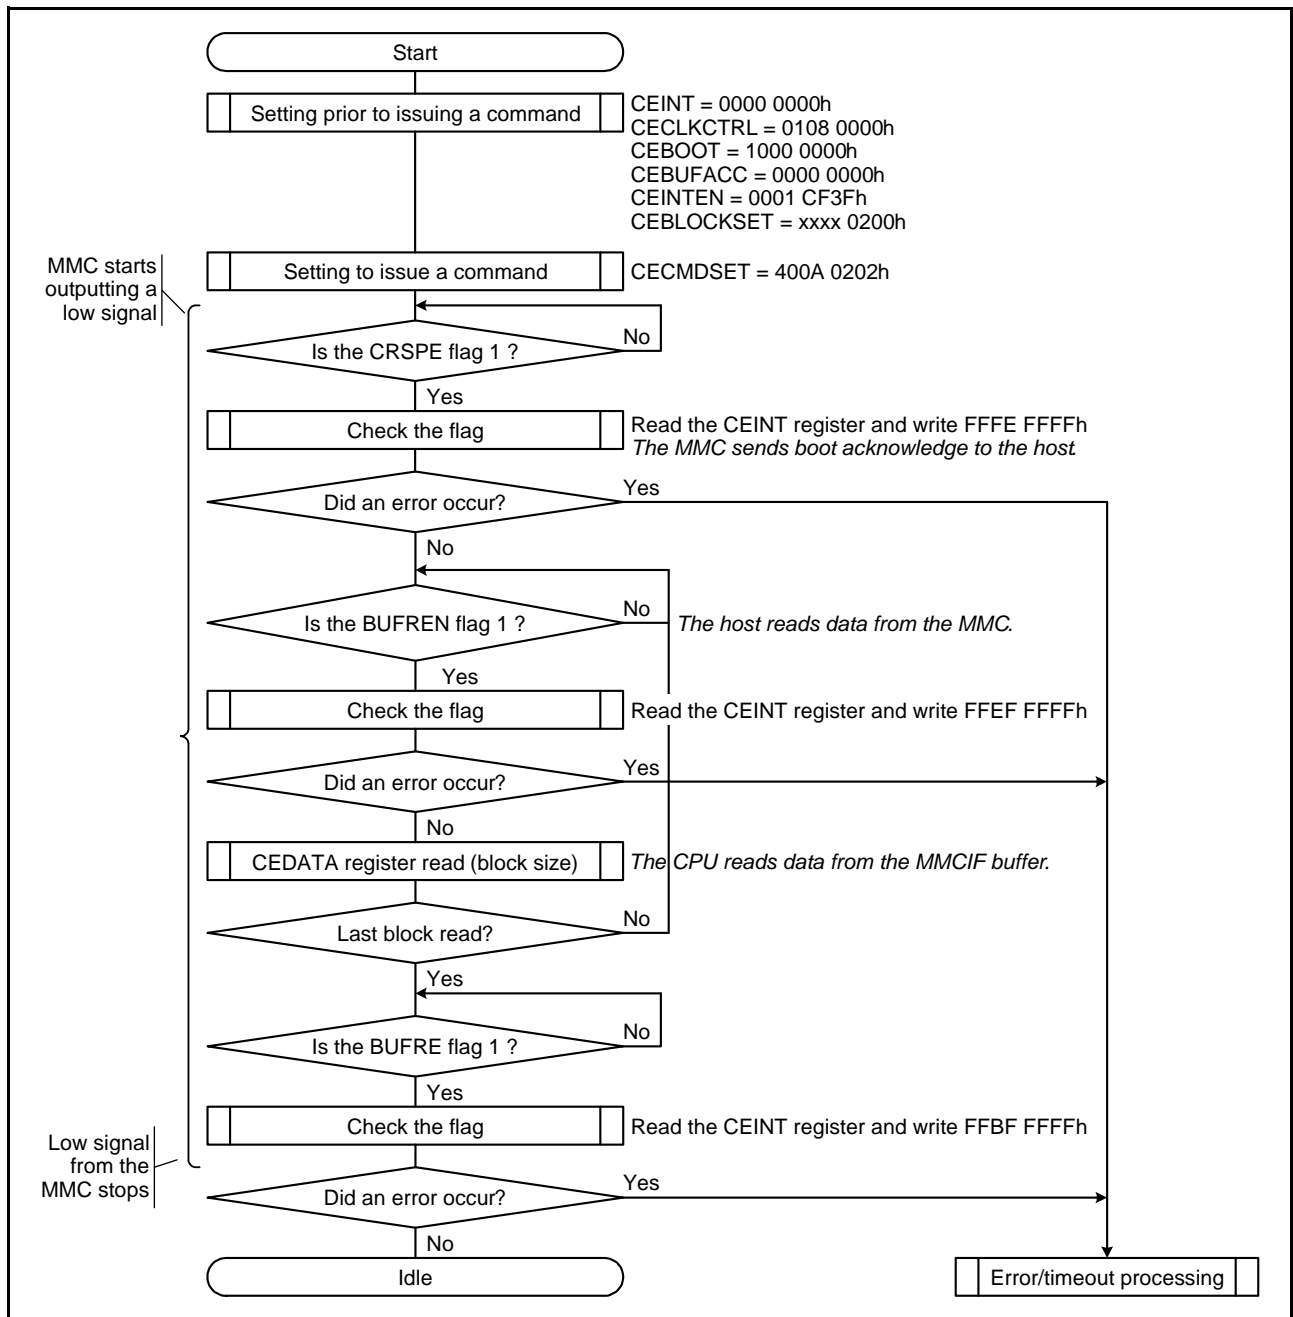 Start
Setting prior to issuing a command
CEINT = 0000 0000h
CECLKCTRL = 0108 0000h
CEBOOT = 1000 0000h
CEBUFACC = 0000 0000h
CEINTEN = 0001 CF3Fh
CEBLOCKSET = xxxx 0200h
MMC starts
outputting a
low signal
Setting to issue a command
CECMDSET = 400A 0202h
Is the CRSPE flag 1 ?
No
Yes
Check the flag
Read the CEINT register and write FFFE FFFFh
The MMC sends boot acknowledge to the host.
Did an error occur?
Yes
No
Is the BUFREN flag 1 ?
No
The host reads data from the MMC.
Yes
Check the flag
Read the CEINT register and write FFEF FFFFh
Did an error occur?
Yes
No
CEDATA register read (block size)
The CPU reads data from the MMCIF buffer.
Last block read?
No
Yes
Is the BUFRE flag 1 ?
No
Yes
Check the flag
Read the CEINT register and write FFBF FFFFh
Low signal
from the
MMC stops
Did an error occur?
Yes
No
Idle
Error/timeout processing